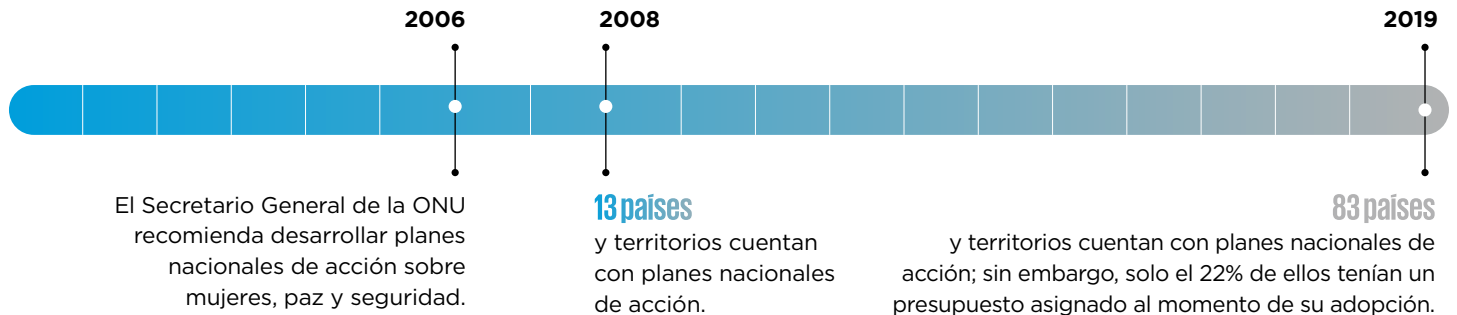 2006
El Secretario General de la ONU
recomienda desarrollar planes
nacionales de acción sobre
mujeres, paz y seguridad.
2008
13 países
y territorios cuentan
con planes nacionales
de acción.
2019
83 países
y territorios cuentan con planes nacionales de
acción; sin embargo, solo el 22% de ellos tenían un
presupuesto asignado al momento de su adopción.